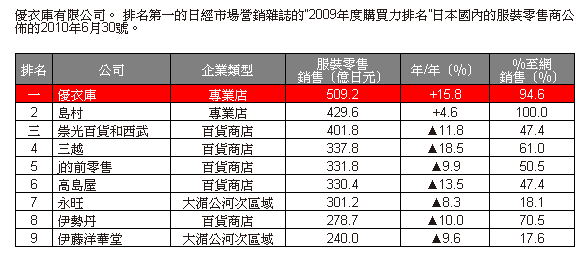 優衣庫有限公司。 排名第一的日經市場營銷雜誌的"2009年度購買力排名"日本國內的服裝零售商公
佈的2010年6月30號。
排名 公司 企業類型 服裝零售 年/年（%） %至網
銷售（億日元） 銷售（%）
一 優衣庫 專業店 509.2 +15.8 94.6
2 島村 專業店 429.6 +4.6 100.0
三 崇光百貨和西武 百貨商店 401.8 ▲11.8 47.4
4 三越 百貨商店 337.8 ▲18.5 61.0
5 j的前零售 百貨商店 331.8 ▲9.9 50.5
6 高島屋 百貨商店 330.4 ▲13.5 47.4
7 永旺 大湄公河次區域 301.2 ▲8.3 18.1
8 伊勢丹 百貨商店 278.7 ▲10.0 70.5
9 伊藤洋華堂 大湄公河次區域 240.0 ▲9.6 17.6